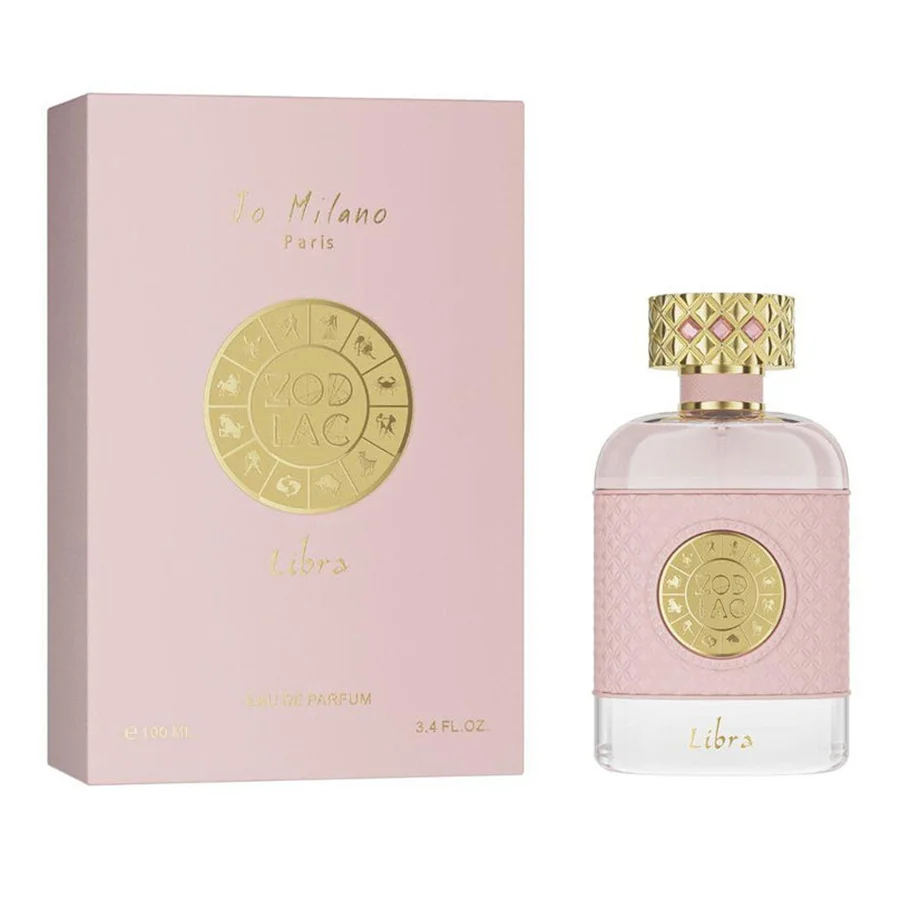 Jo Milano
Paris
ZOD
IAC
Libra
EAU DE PARFUM
e 100 Ml
3.4 FL.OZ.
ZOD
IAC
Libra